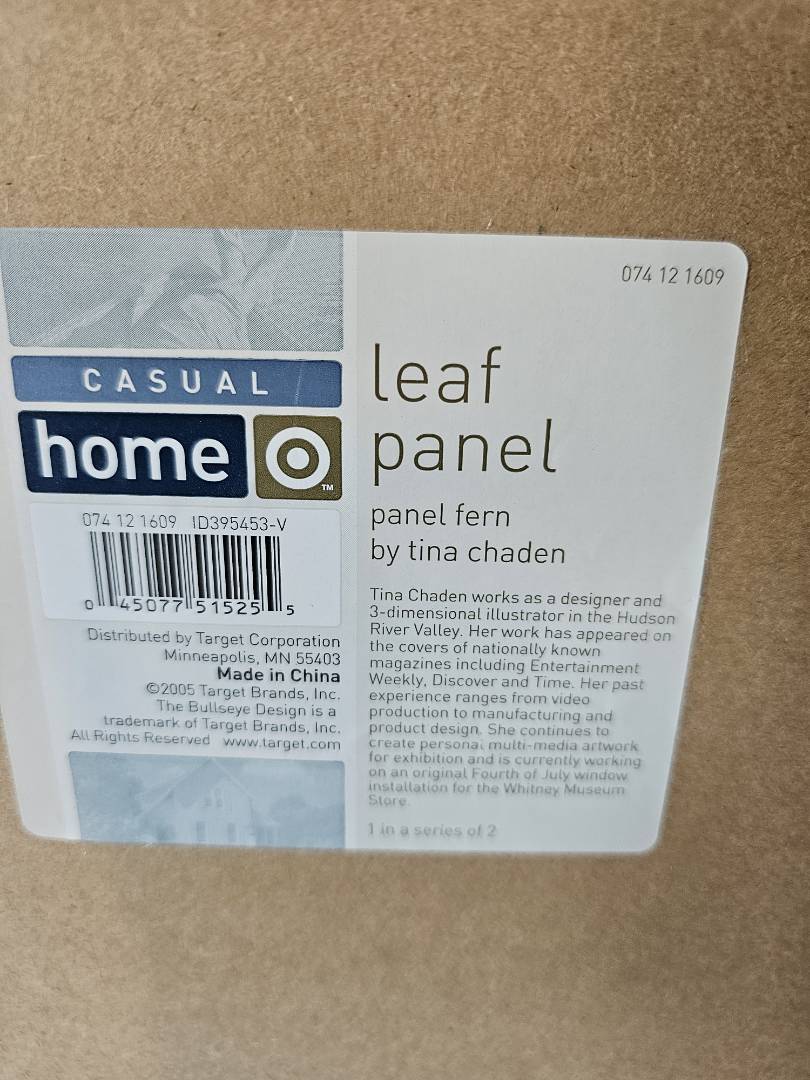 CASUAL
home
TM
074 12 1609 ID395453-V
0 45077 51525 5
Distributed by Target Corporation
Minneapolis, MN 55403
Made in China
©2005 Target Brands, Inc.
The Bullseye Design is a
trademark of Target Brands, Inc.
All Rights Reserved www.target.com
074 12 1609
leaf
panel
panel fern
by tina chaden
Tina Chaden works as a designer and
3-dimensional illustrator in the Hudson
River Valley. Her work has appeared on
the covers of nationally known
magazines including Entertainment
Weekly, Discover and Time. Her past
experience ranges from video
production to manufacturing and
product design. She continues to
create personal multi-media artwork
for exhibition and is currently working
on an original Fourth of July window
installation for the Whitney Museum
Store.
1 in a series of 2